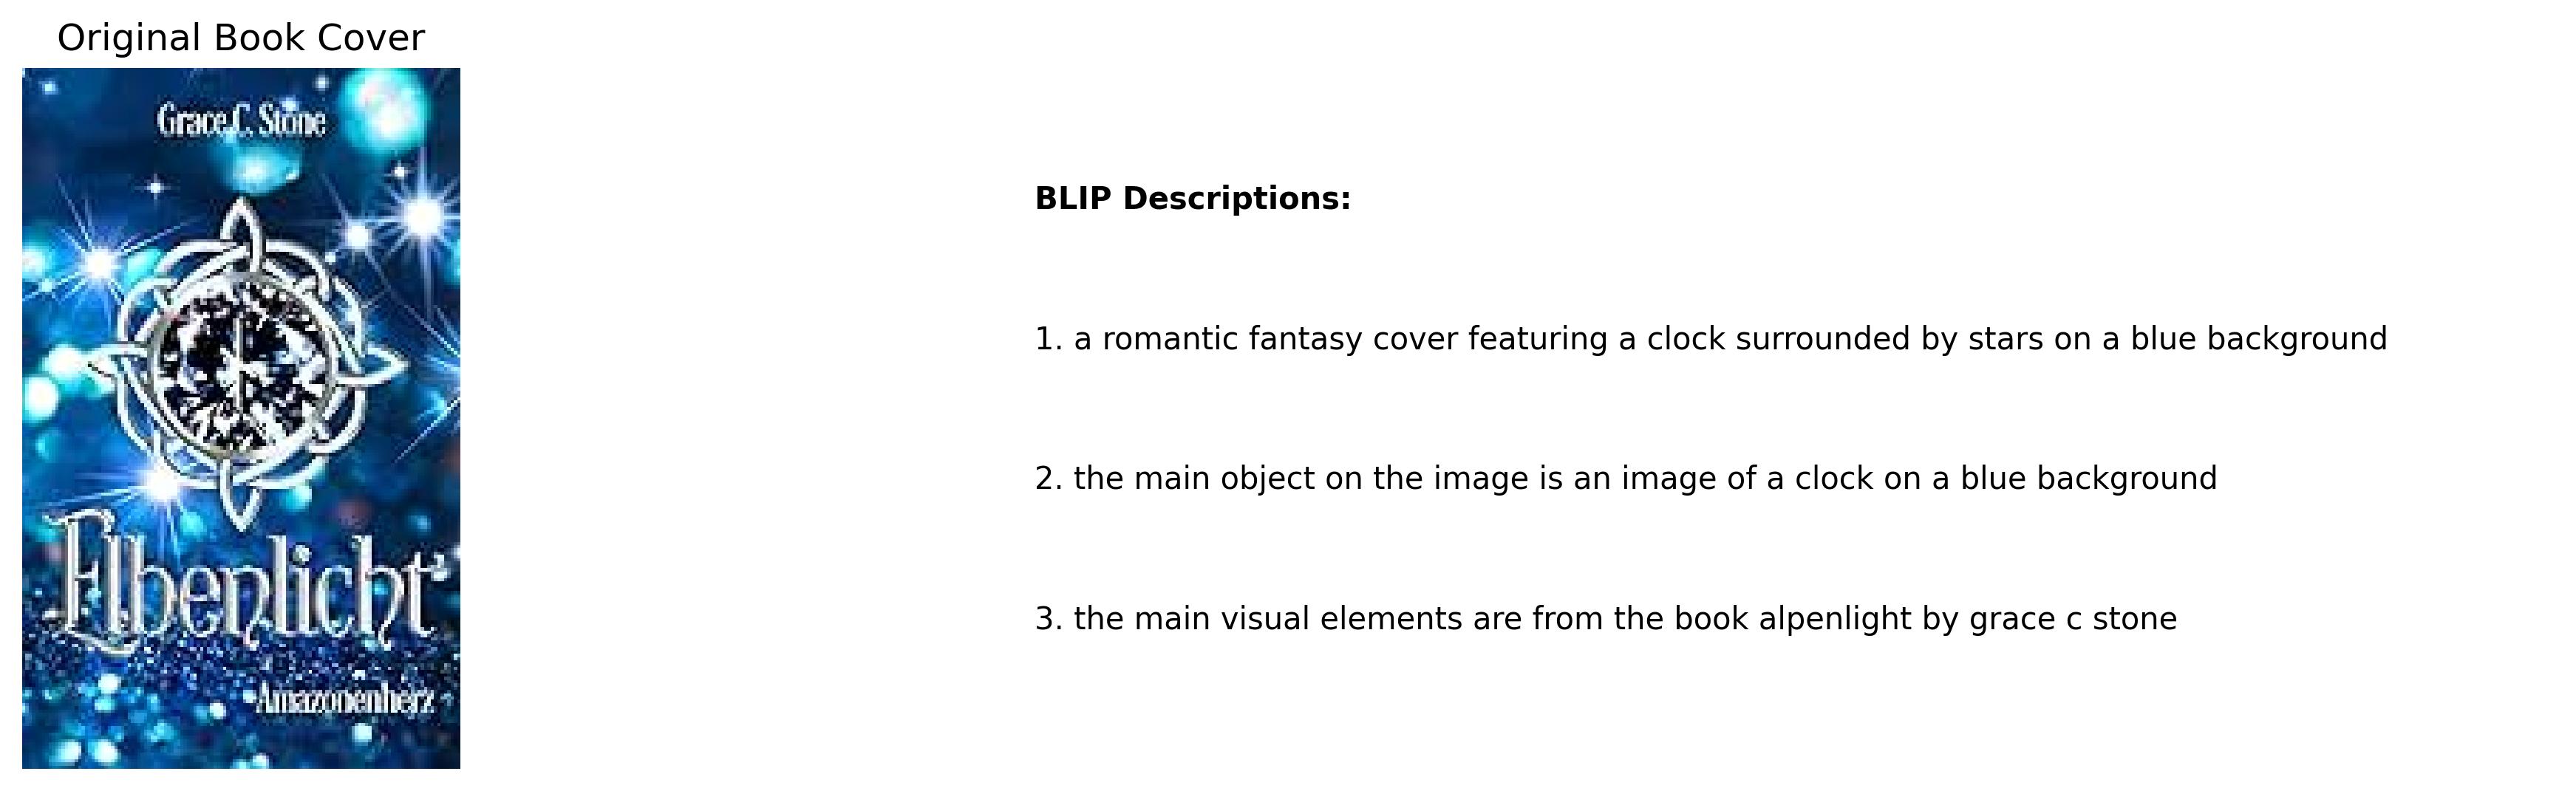 Original Book Cover
Grace C. Stone
Elbenlicht
Amazonenherz
BLIP Descriptions:
1. a romantic fantasy cover featuring a clock surrounded by stars on a blue background
2. the main object on the image is an image of a clock on a blue background
3. the main visual elements are from the book alpenlight by grace c stone